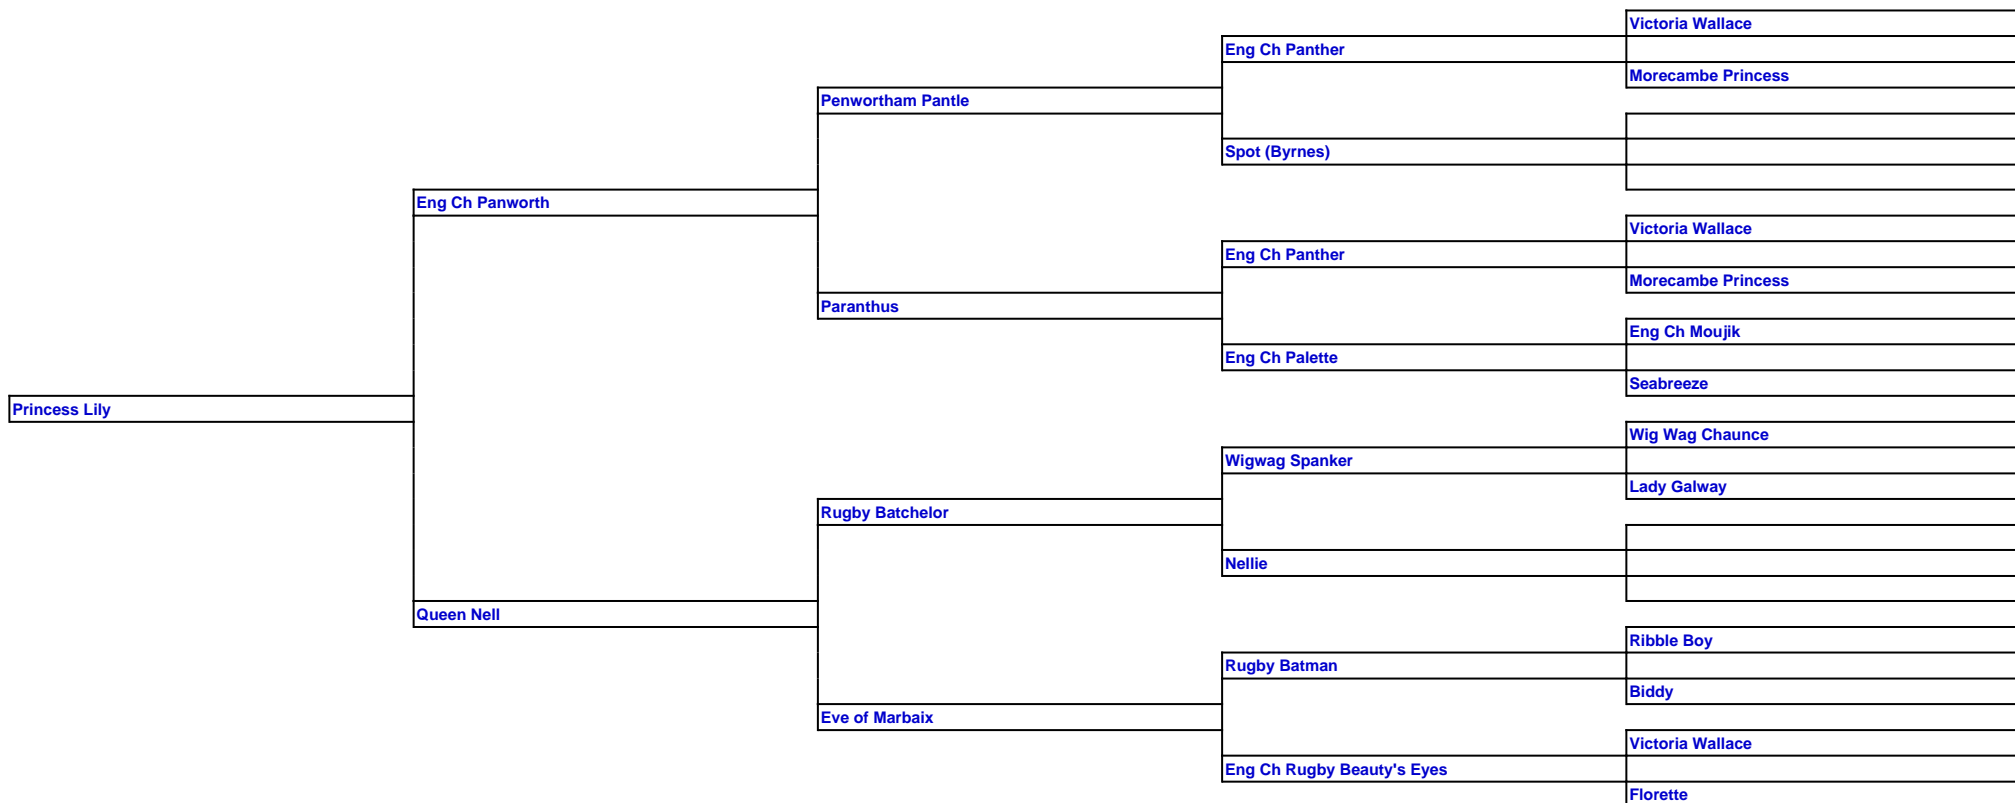 Victoria Wallace
Eng Ch Panther
Morecambe Princess
Penwortham Pantle
Spot (Byrnes)
Eng Ch Panworth
Victoria Wallace
Eng Ch Panther
Morecambe Princess
Paranthus
Eng Ch Moujik
Eng Ch Palette
Seabreeze
Princess Lily
Wig Wag Chaunce
Wigwag Spanker
Lady Galway
Rugby Batchelor
Nellie
Queen Nell
Ribble Boy
Rugby Batman
Biddy
Eve of Marbaix
Victoria Wallace
Eng Ch Rugby Beauty's Eyes
Florette